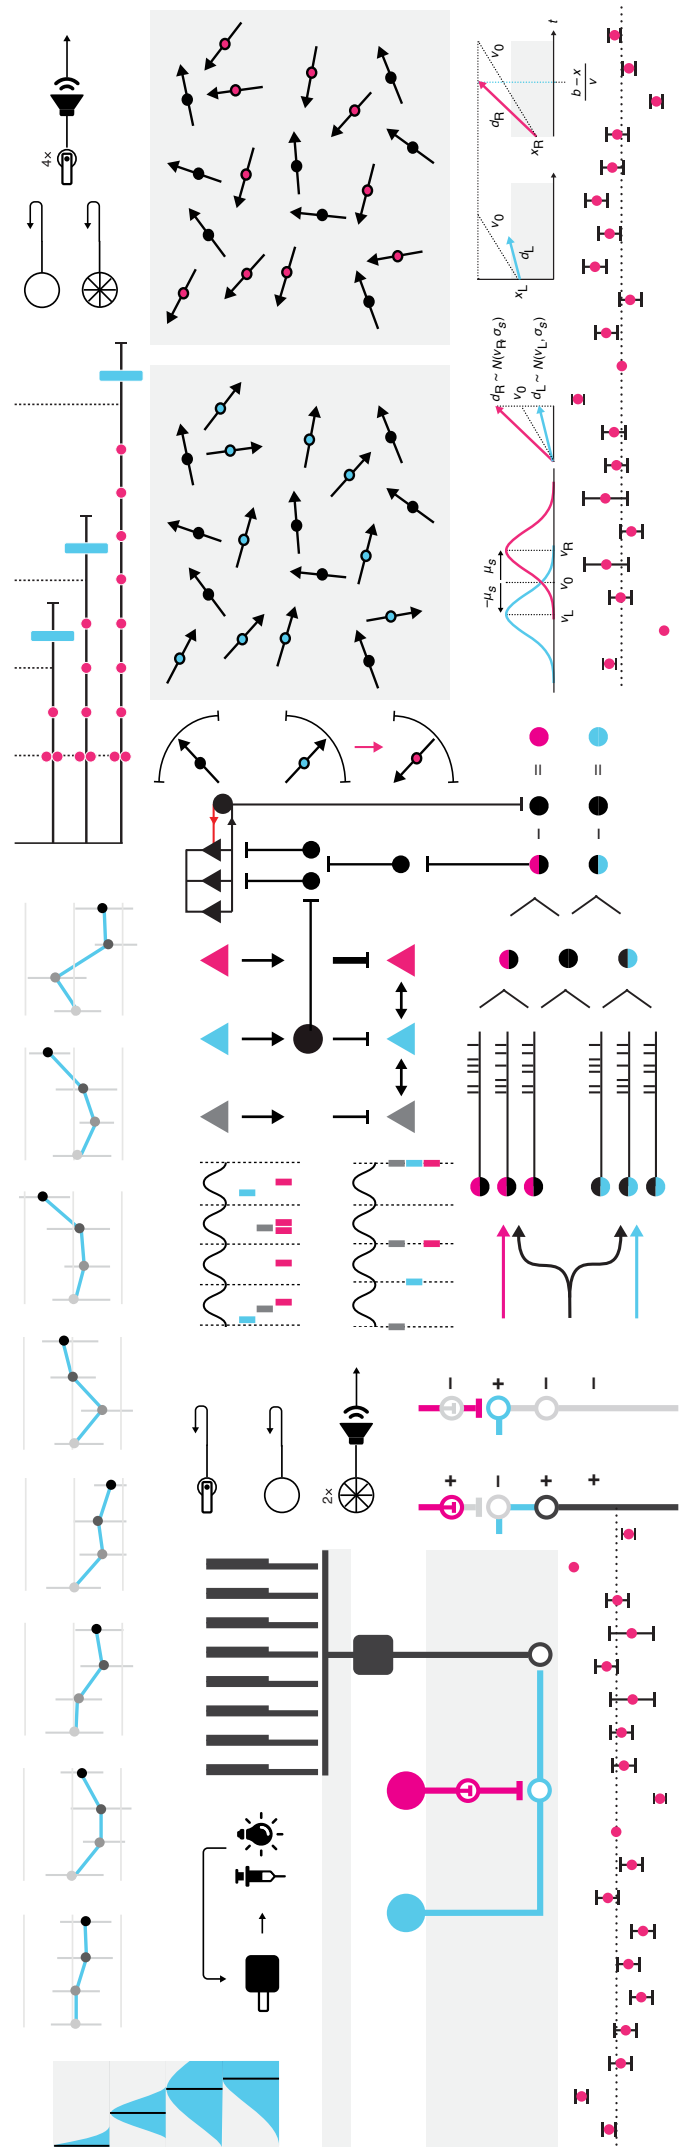 4×
t
v0
dR
xR
b – x
v
v0
dL
xL
dR ~ N(vR, σs)
v0
dL ~ N(vL, σs)
–μs
μs
vL
v0
vR
=
=
–
–
2×
–
+
–
–
+
–
+
+